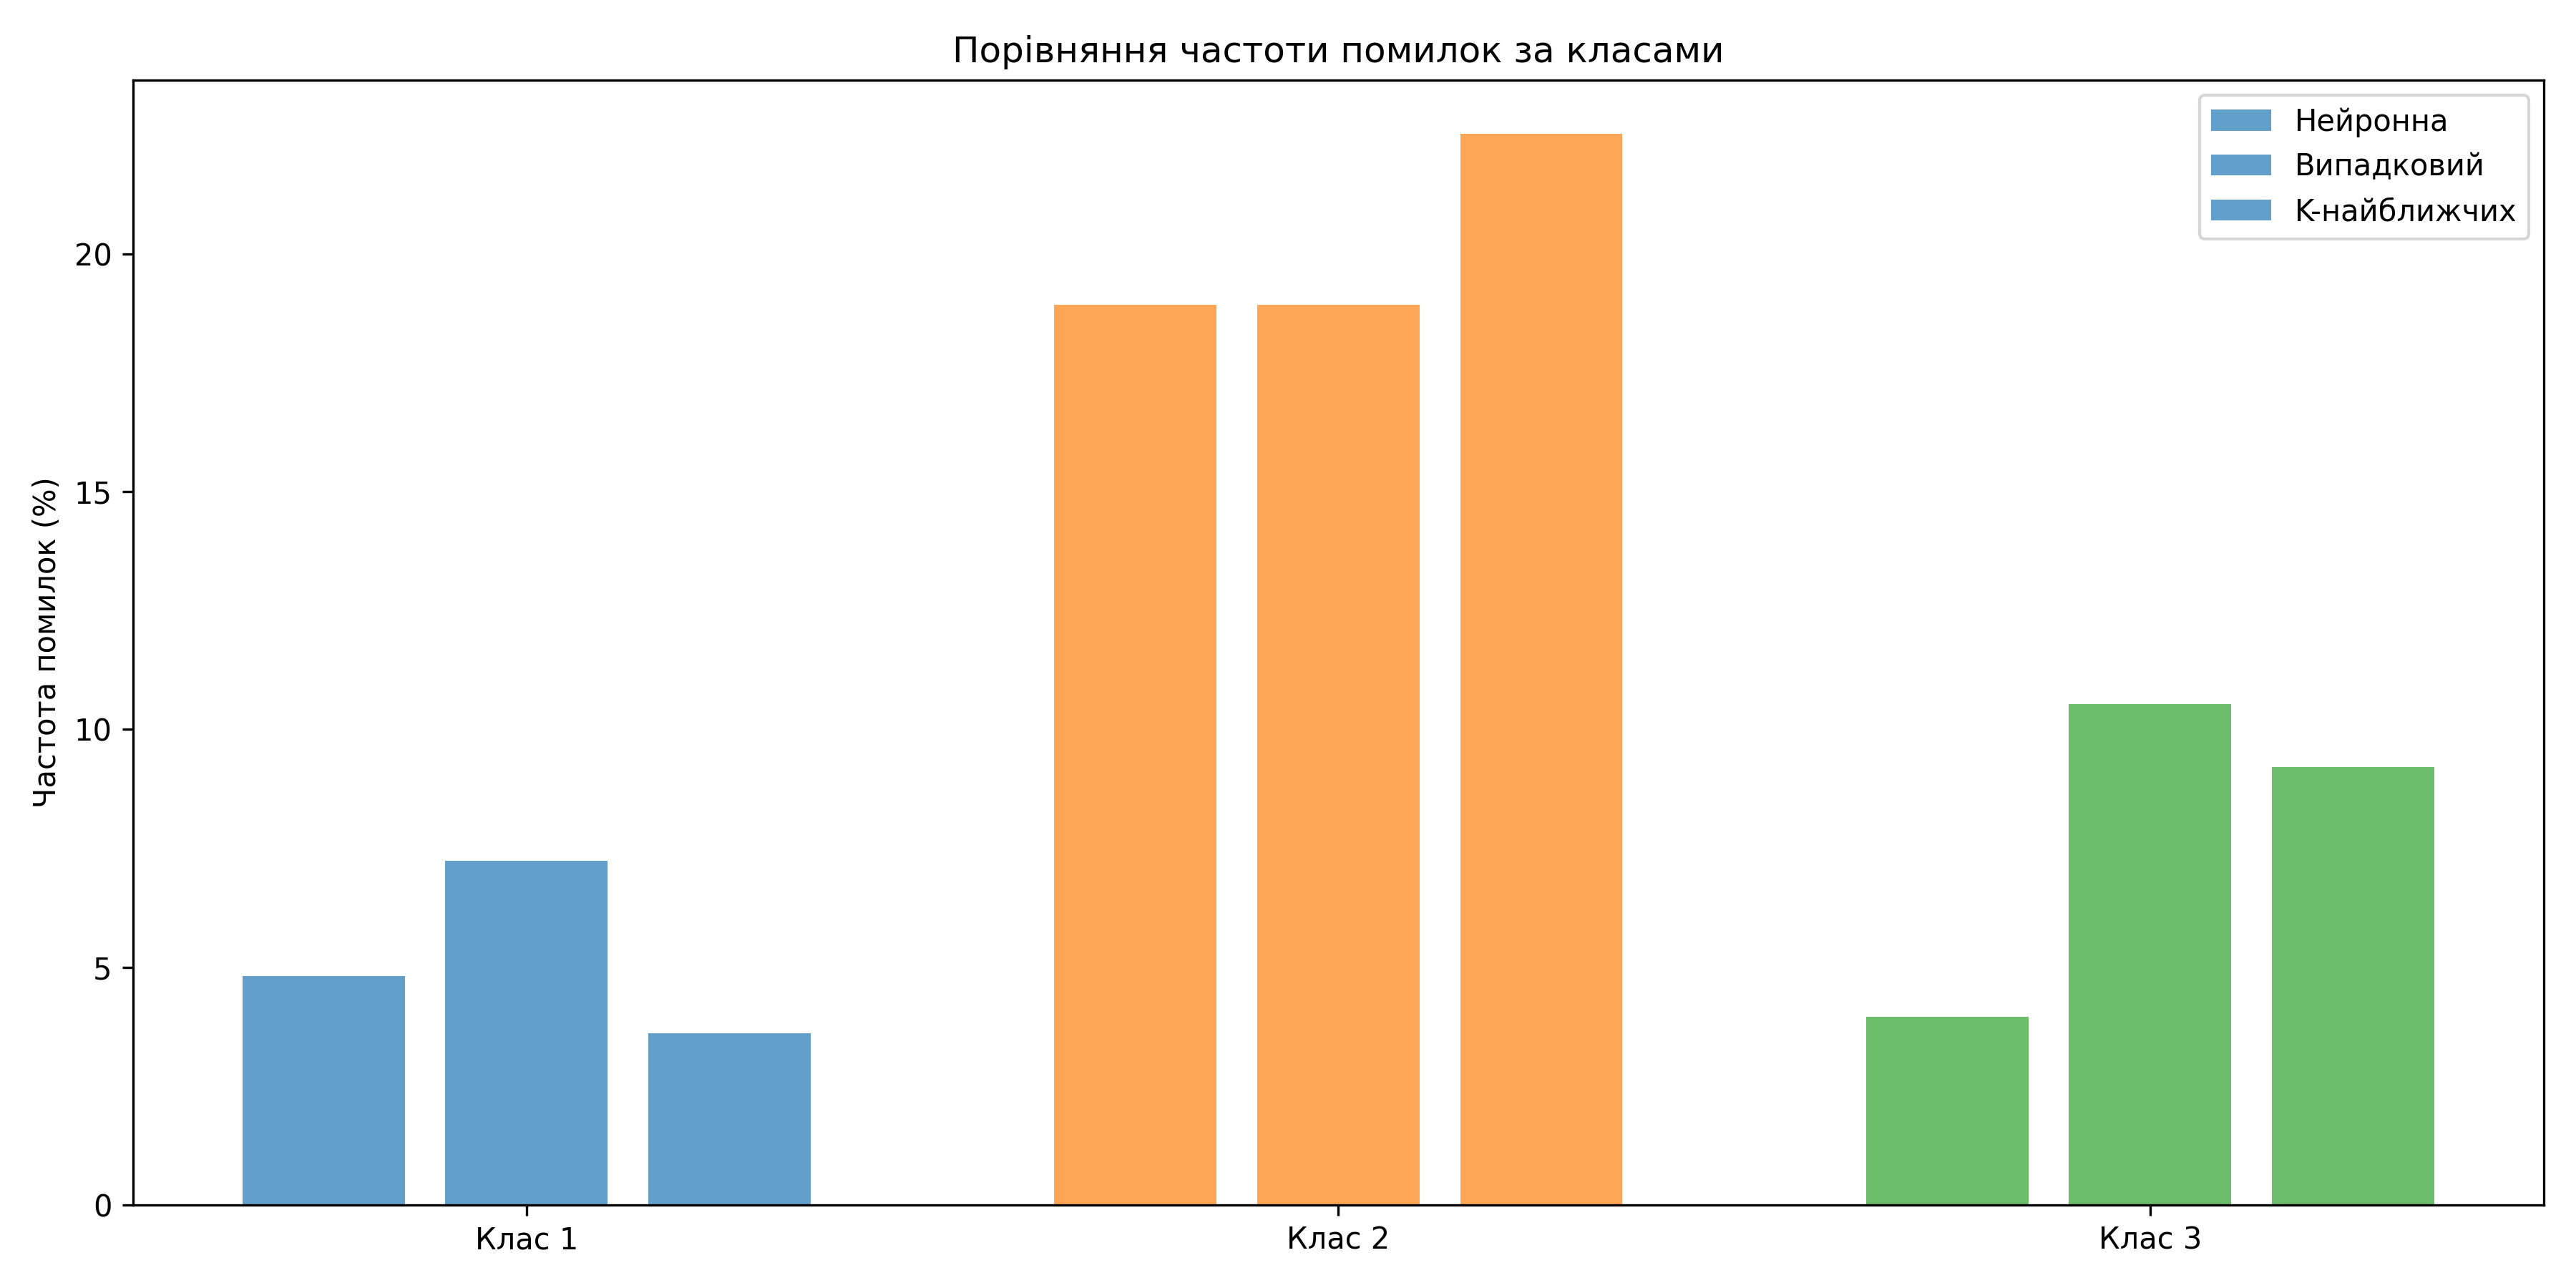 Порівняння частоти помилок за класами
Нейронна
Випадковий
K-найближчих
Частота помилок (%)
20
15
10
5
0
Клас 1
Клас 2
Клас 3